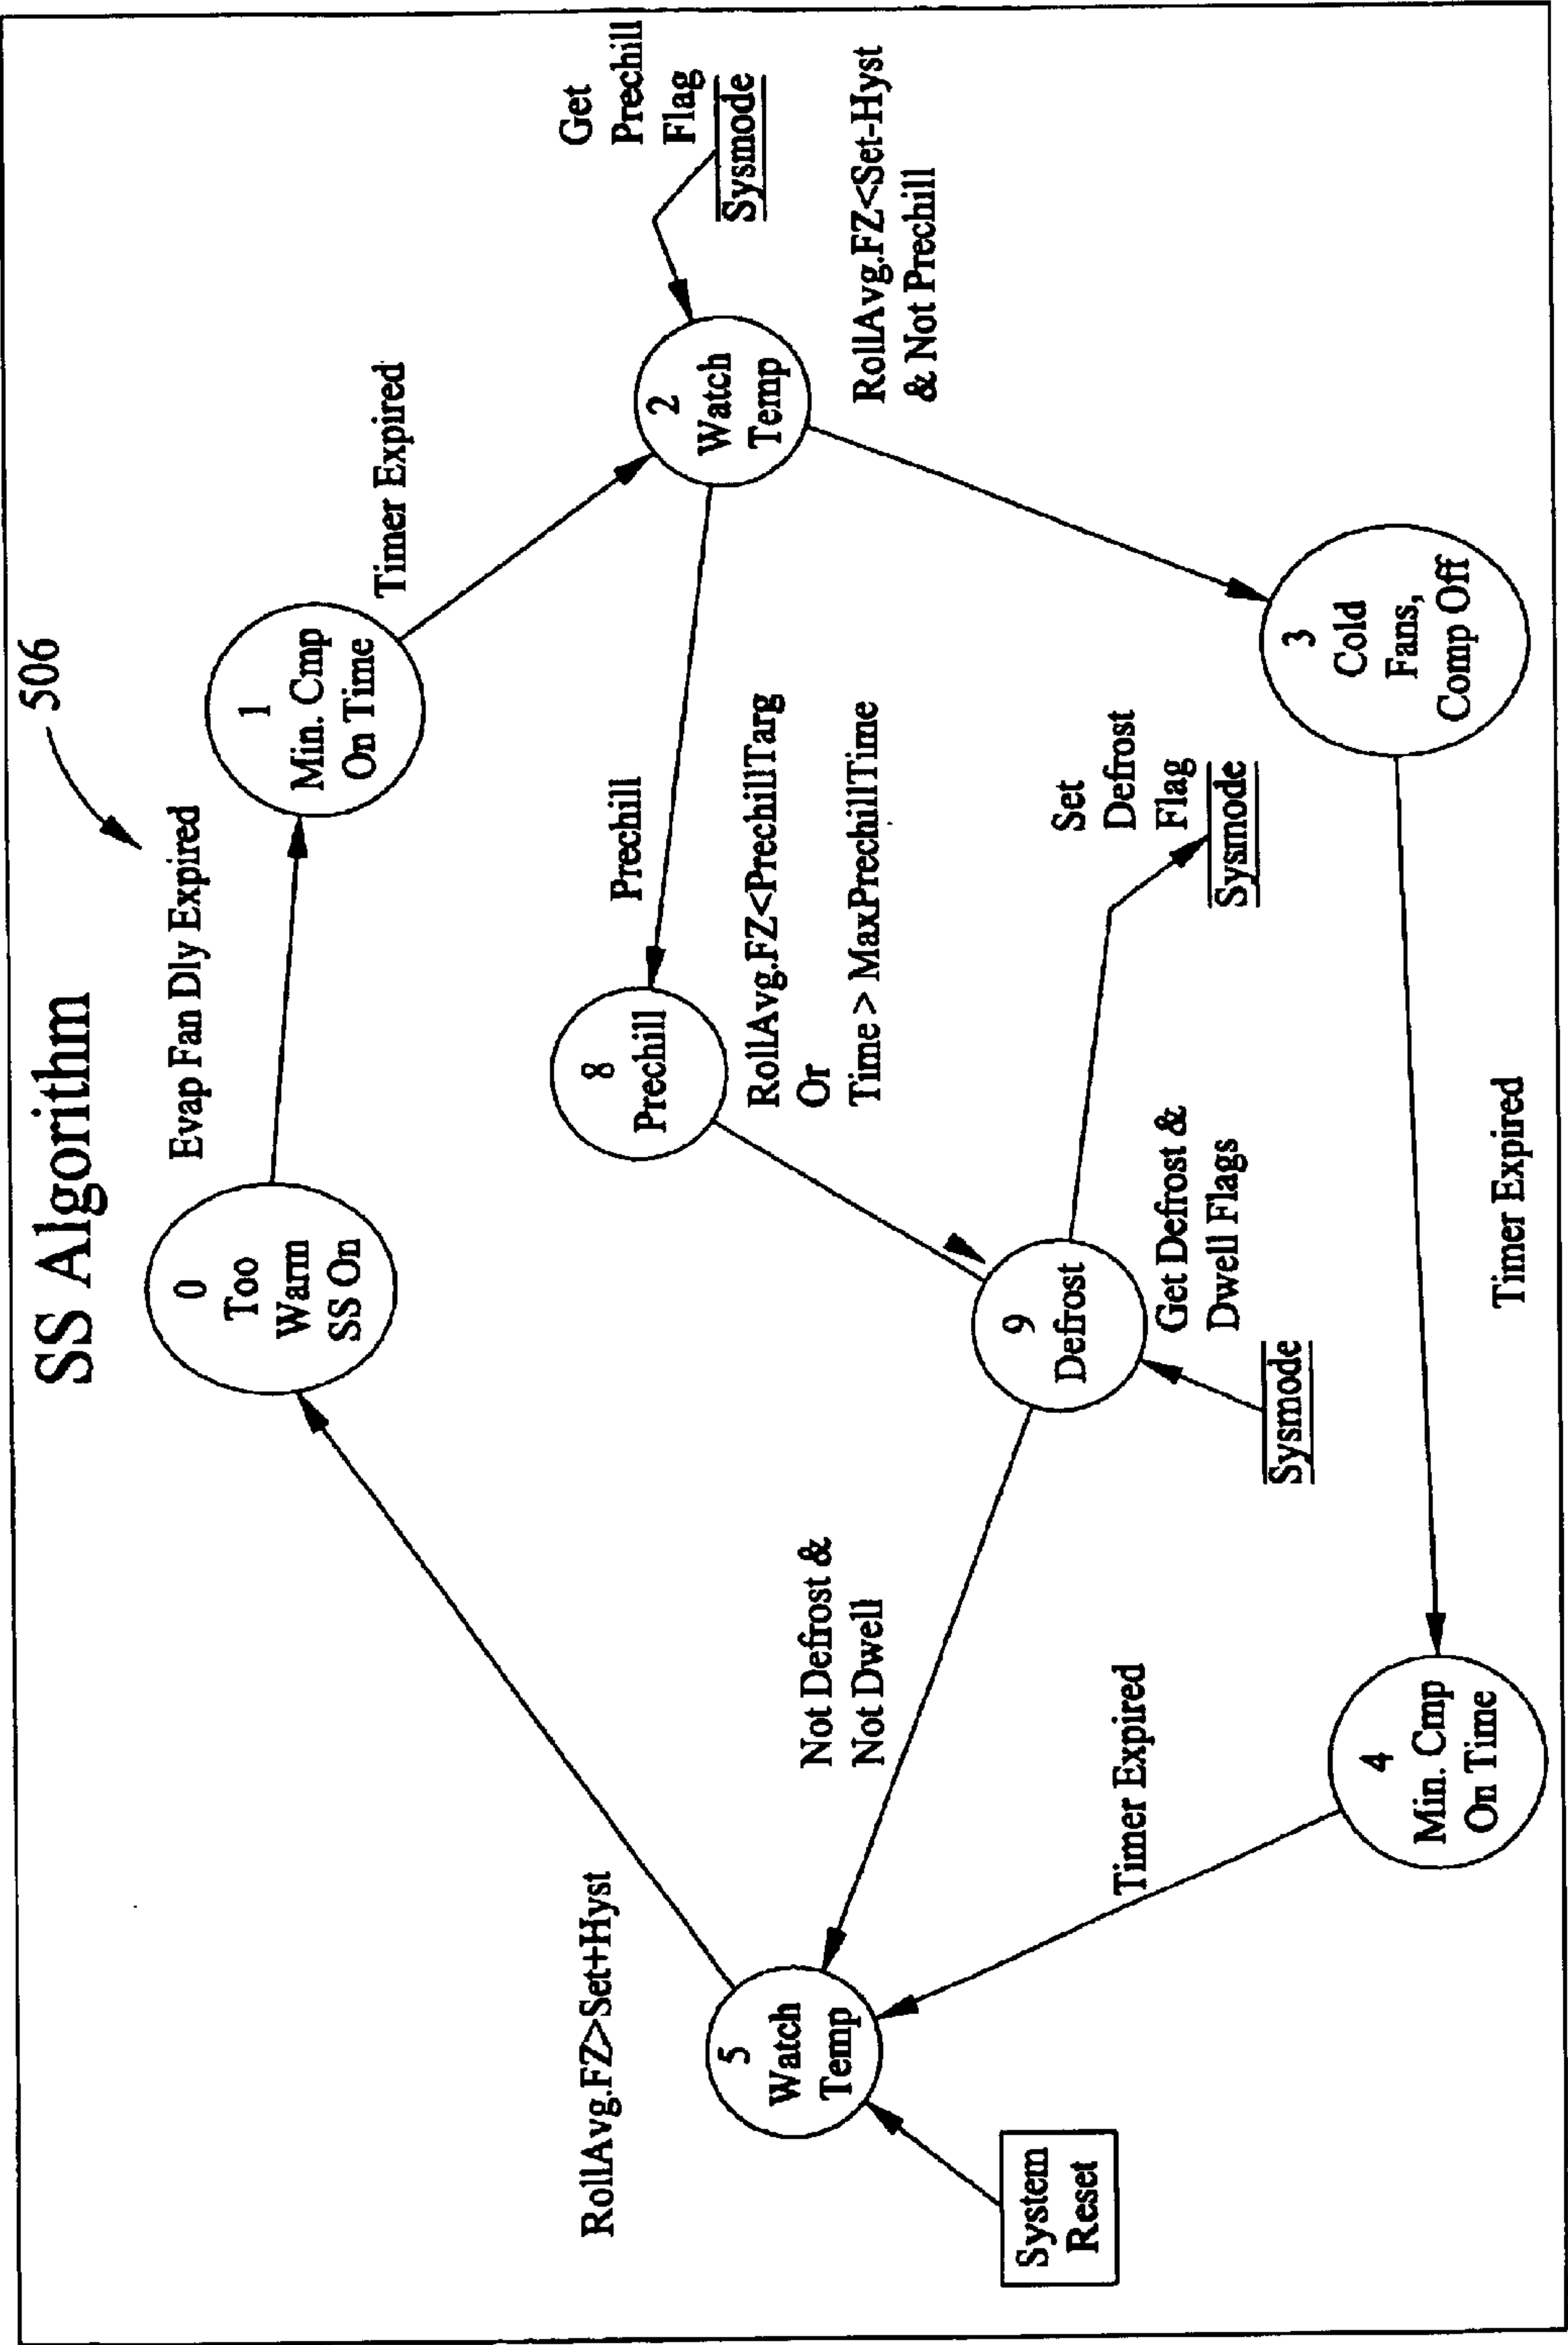 SS Algorithm
506
Evap Fan Dly Expired
0
Too
Warm
SS On
1
Min. Cmp
On Time
Timer Expired
Get
Prechill
Flag
Sysmode
2
Watch
Temp
RollAvg.FZ<Set-Hyst
& Not Prechill
Prechill
8
Prechill
RollAvg.FZ<PrechillTarg
Or
Time > MaxPrechillTime
Set
Defrost
Flag
Sysmode
9
Defrost
Get Defrost &
Dwell Flags
Sysmode
Not Defrost &
Not Dwell
RollAvg.FZ>Set+Hyst
5
Watch
Temp
System
Reset
Timer Expired
3
Cold
Fans,
Comp Off
Timer Expired
4
Min. Cmp
On Time